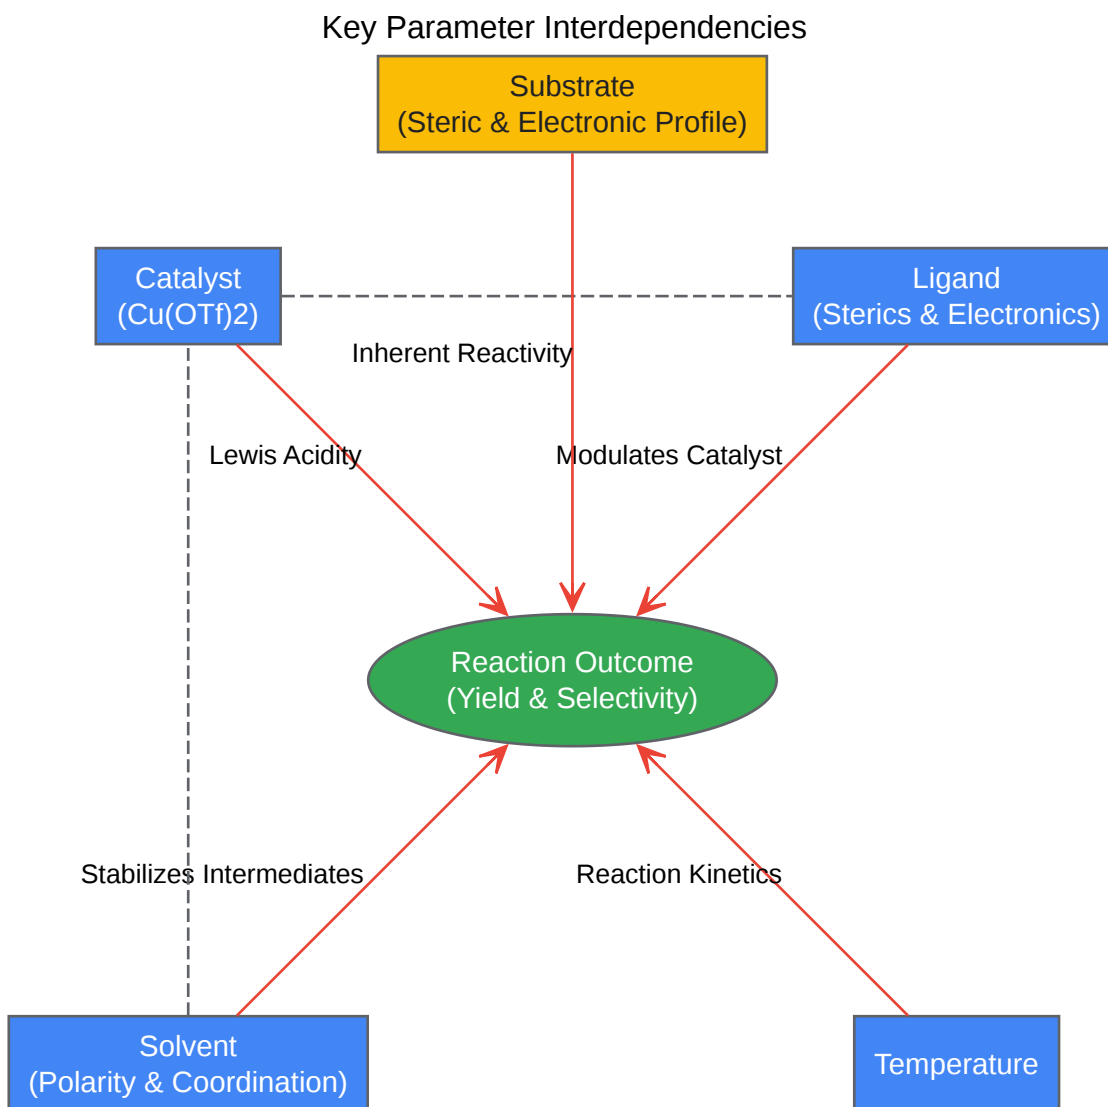 Key Parameter Interdependencies
Substrate
(Steric & Electronic Profile)
Catalyst
(Cu(OTf)2)
Ligand
(Sterics & Electronics)
Inherent Reactivity
Lewis Acidity
Modulates Catalyst
Reaction Outcome
(Yield & Selectivity)
Stabilizes Intermediates
Reaction Kinetics
Solvent
(Polarity & Coordination)
Temperature